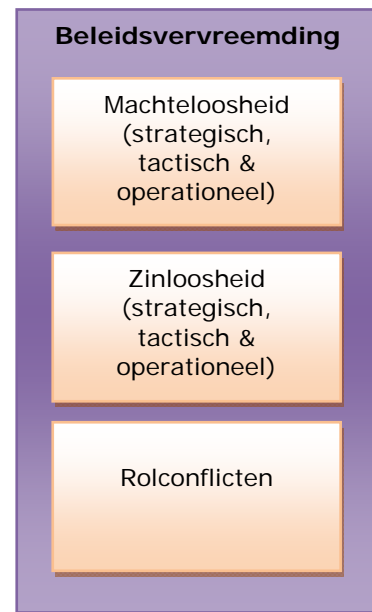 Beleidsvervreemding
Machteloosheid
(strategisch,
tactisch &
operationeel)
Zinloosheid
(strategisch,
tactisch &
operationeel)
Rolconflicten